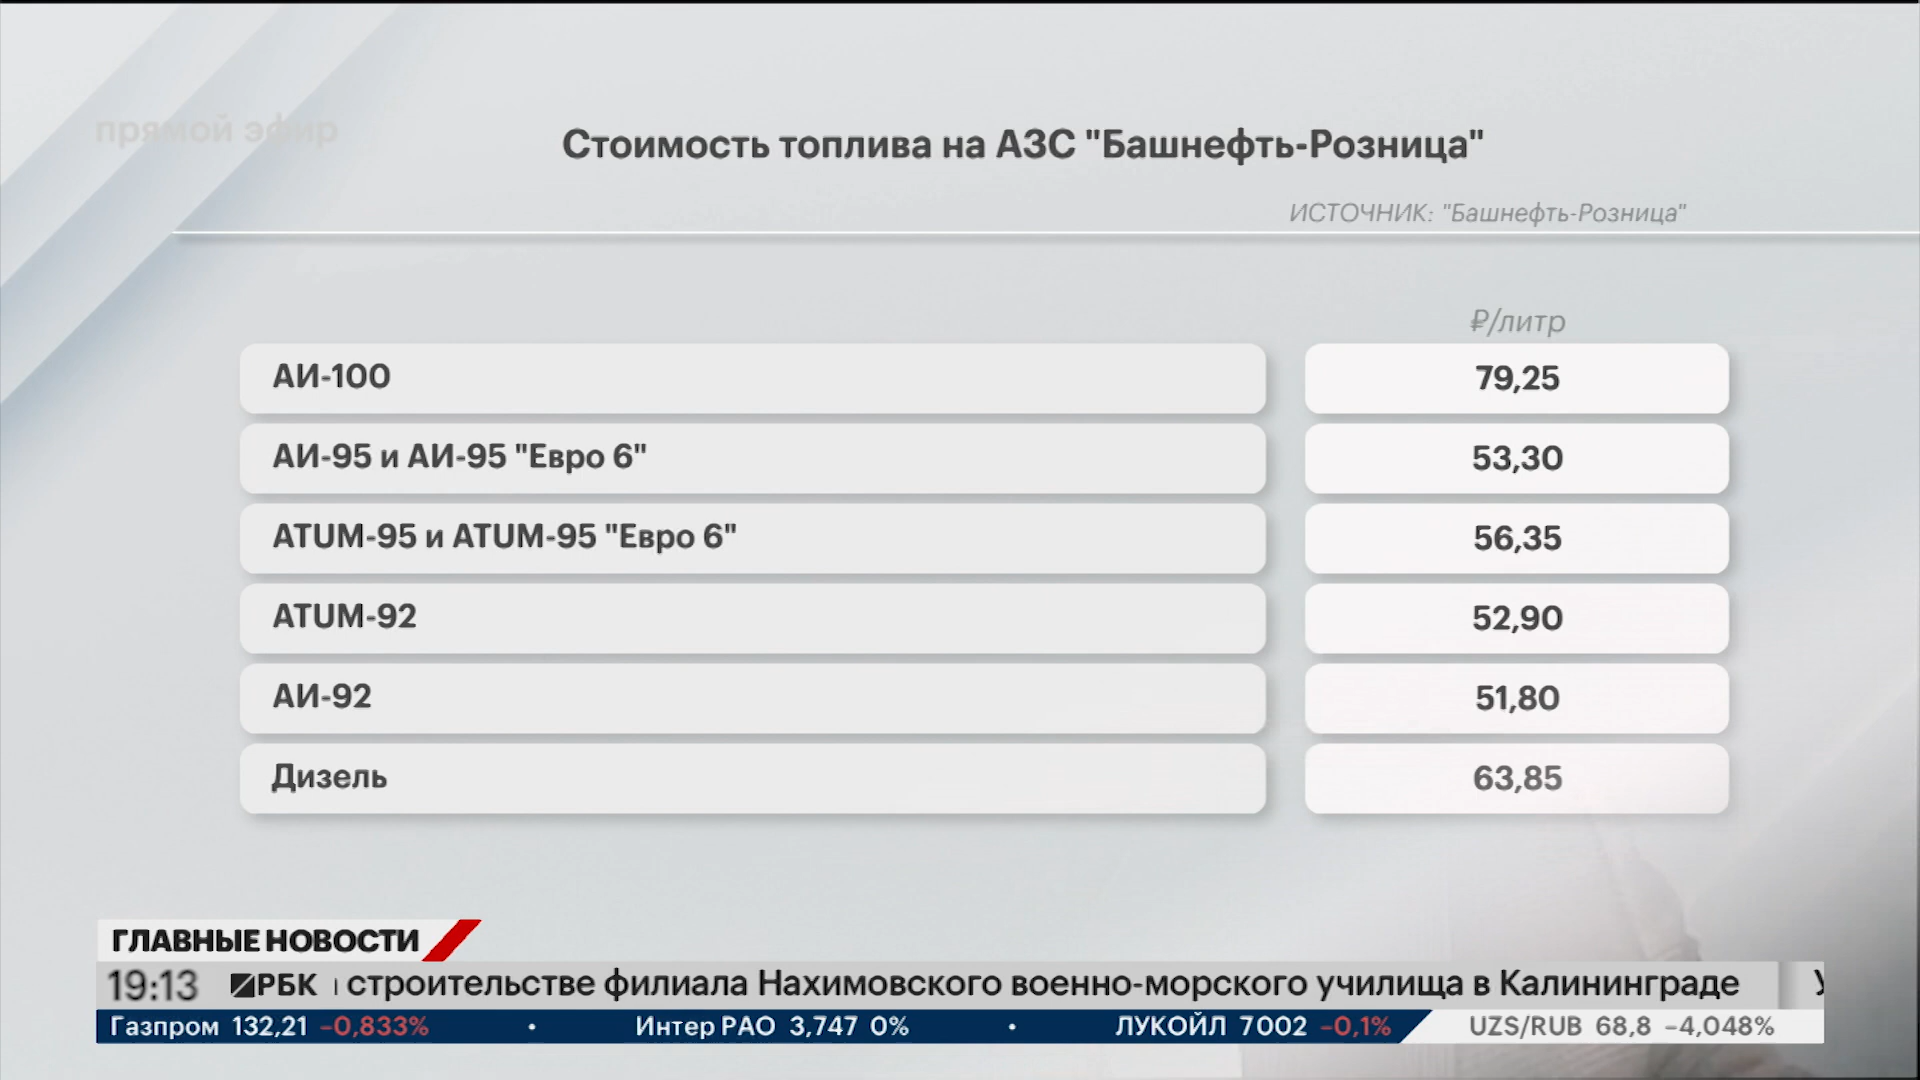 прямой эфир
Стоимость топлива на АЗС "Башнефть-Розница"
ИСТОЧНИК: "Башнефть-Розница"
₽/литр
АИ-100 79,25
АИ-95 и АИ-95 "Евро 6" 53,30
ATUM-95 и ATUM-95 "Евро 6" 56,35
ATUM-92 52,90
АИ-92 51,80
Дизель 63,85
ГЛАВНЫЕ НОВОСТИ
19:13 РБК строительстве филиала Нахимовского военно-морского училища в Калининграде
Газпром 132,21 -0,833% • Интер РАО 3,747 0% • ЛУКОЙЛ 7002 -0,1% UZS/RUB 68,8 -4,048%